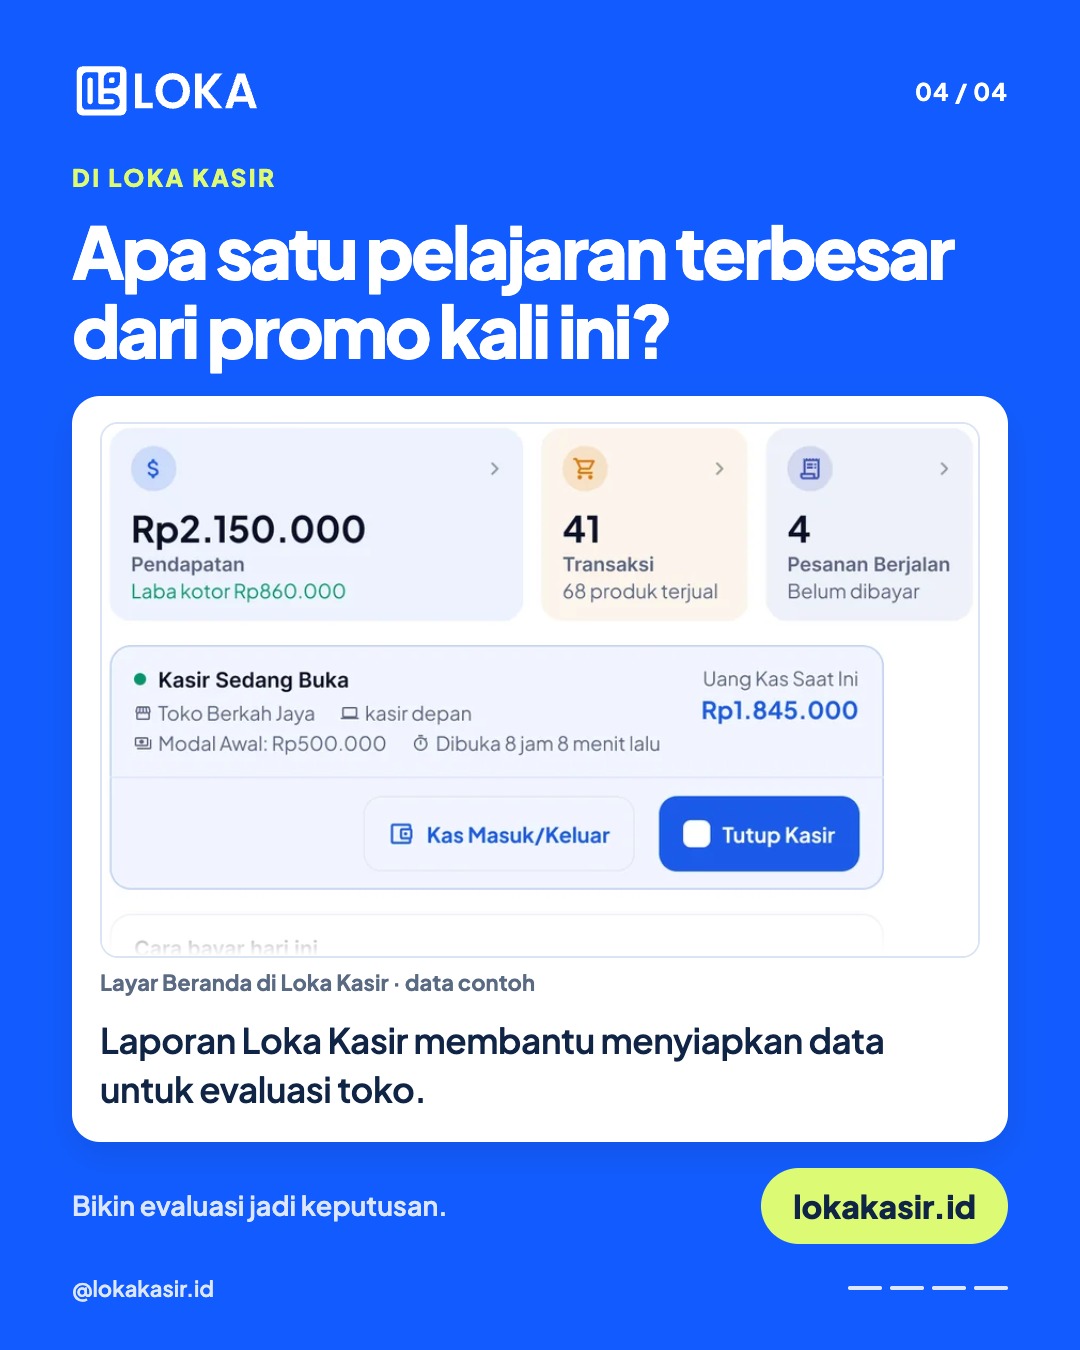 LOKA
04 / 04
DI LOKA KASIR
Apa satu pelajaran terbesar
dari promo kali ini?
$
Rp2.150.000
Pendapatan
Laba kotor Rp860.000
41
Transaksi
68 produk terjual
4
Pesanan Berjalan
Belum dibayar
Kasir Sedang Buka
Toko Berkah Jaya kasir depan
Modal Awal: Rp500.000 Dibuka 8 jam 8 menit lalu
Uang Kas Saat Ini
Rp1.845.000
Kas Masuk/Keluar
Tutup Kasir
Cara bayar hari ini
Layar Beranda di Loka Kasir · data contoh
Laporan Loka Kasir membantu menyiapkan data
untuk evaluasi toko.
Bikin evaluasi jadi keputusan.
lokakasir.id
@lokakasir.id